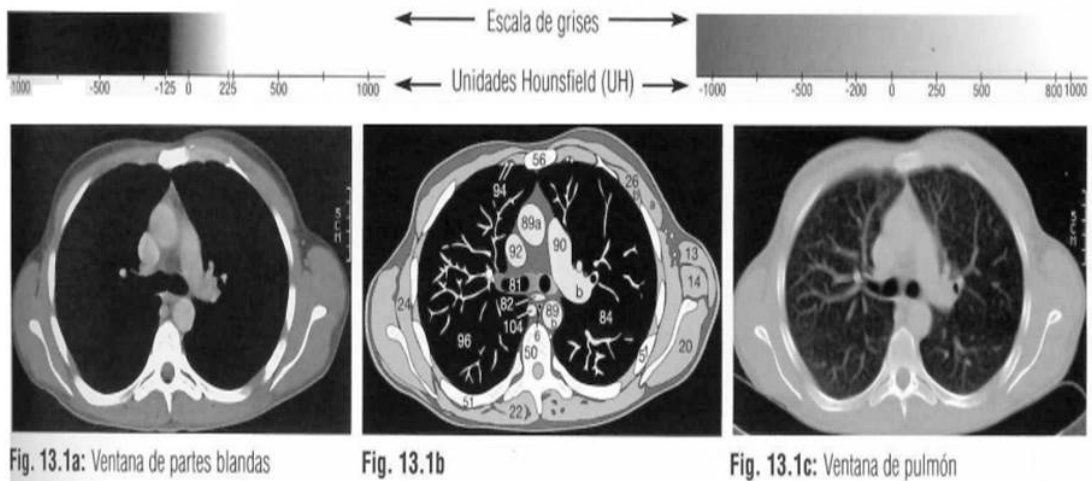 Escala de grises
1000 -500 -125 0 225 500 1000
Unidades Hounsfield (UH)
-1000 -500 -200 0 250 500 800 1000
5CM
56
94
26
b
a
89a
90
13
92
14
81
24
b
82
89
b
84
104
96
6
20
50
51
51
22
Fig. 13.1a: Ventana de partes blandas
Fig. 13.1b
Fig. 13.1c: Ventana de pulmón